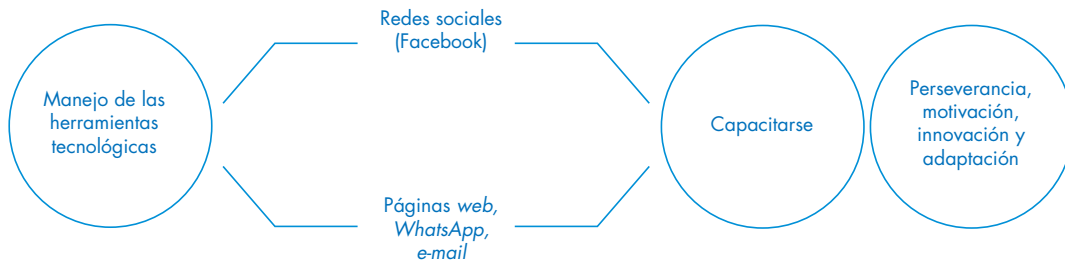 Manejo de las
herramientas
tecnológicas
Redes sociales
(Facebook)
Páginas web,
WhatsApp,
e-mail
Capacitarse
Perseverancia,
motivación,
innovación y
adaptación